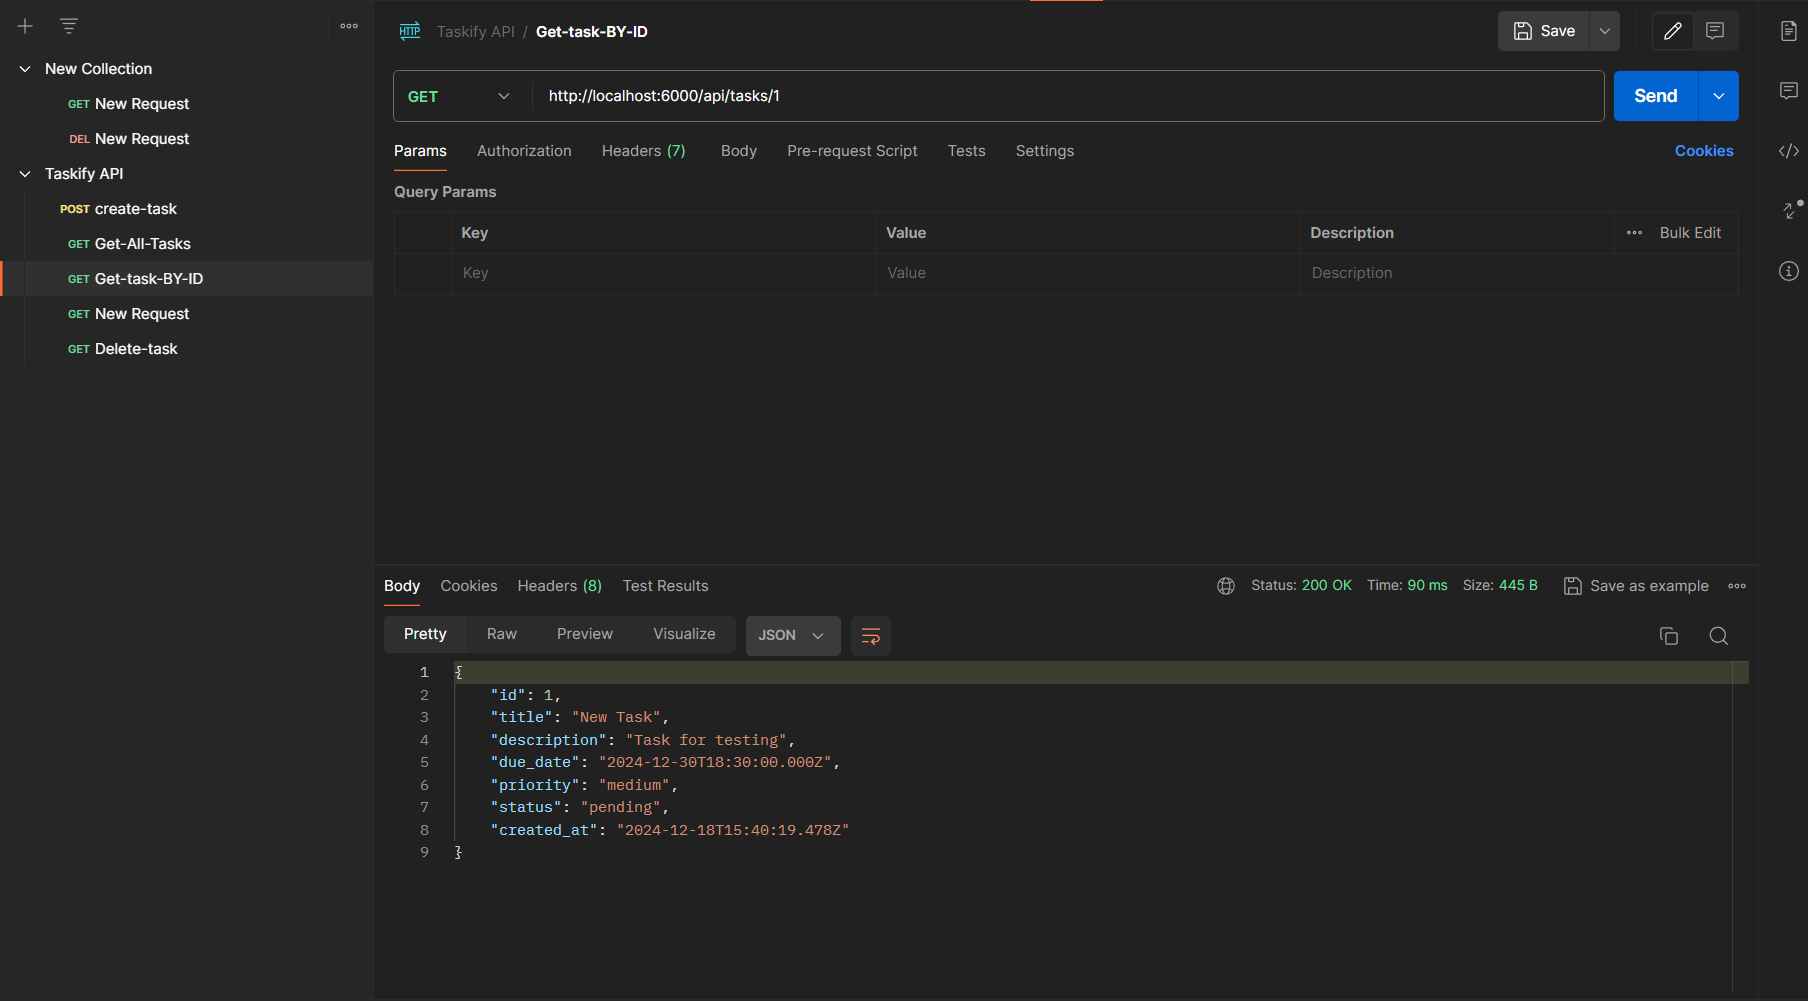 New Collection
GET New Request
DEL New Request
Taskify API
POST create-task
GET Get-All-Tasks
GET Get-task-BY-ID
GET New Request
GET Delete-task
HTTP Taskify API / Get-task-BY-ID
Save
GET http://localhost:6000/api/tasks/1 Send
Params Authorization Headers (7) Body Pre-request Script Tests Settings Cookies
Query Params
Key Value Description Bulk Edit
Key Value Description
Body Cookies Headers (8) Test Results Status: 200 OK Time: 90 ms Size: 445 B Save as example
Pretty Raw Preview Visualize JSON
1 {
2 "id": 1,
3 "title": "New Task",
4 "description": "Task for testing",
5 "due_date": "2024-12-30T18:30:00.000Z",
6 "priority": "medium",
7 "status": "pending",
8 "created_at": "2024-12-18T15:40:19.478Z"
9 }